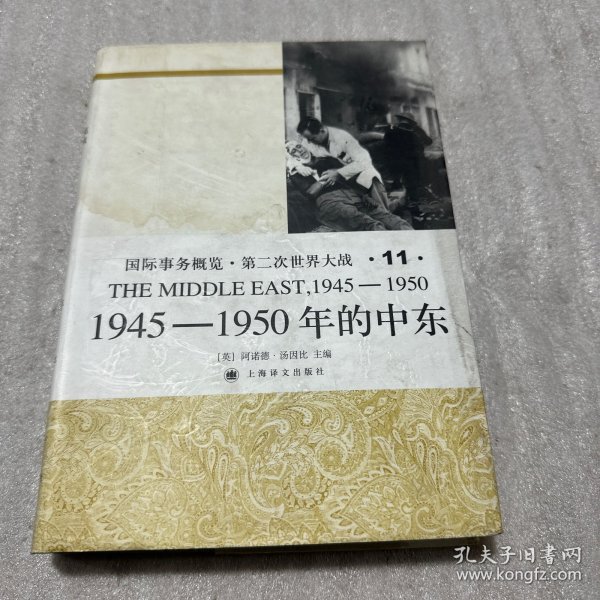 国际事务概览·第二次世界大战 ·11·
THE MIDDLE EAST, 1945—1950
1945—1950年的中东
[英] 阿诺德·汤因比 主编
上海译文出版社
孔夫子旧书网
www.kongfz.com